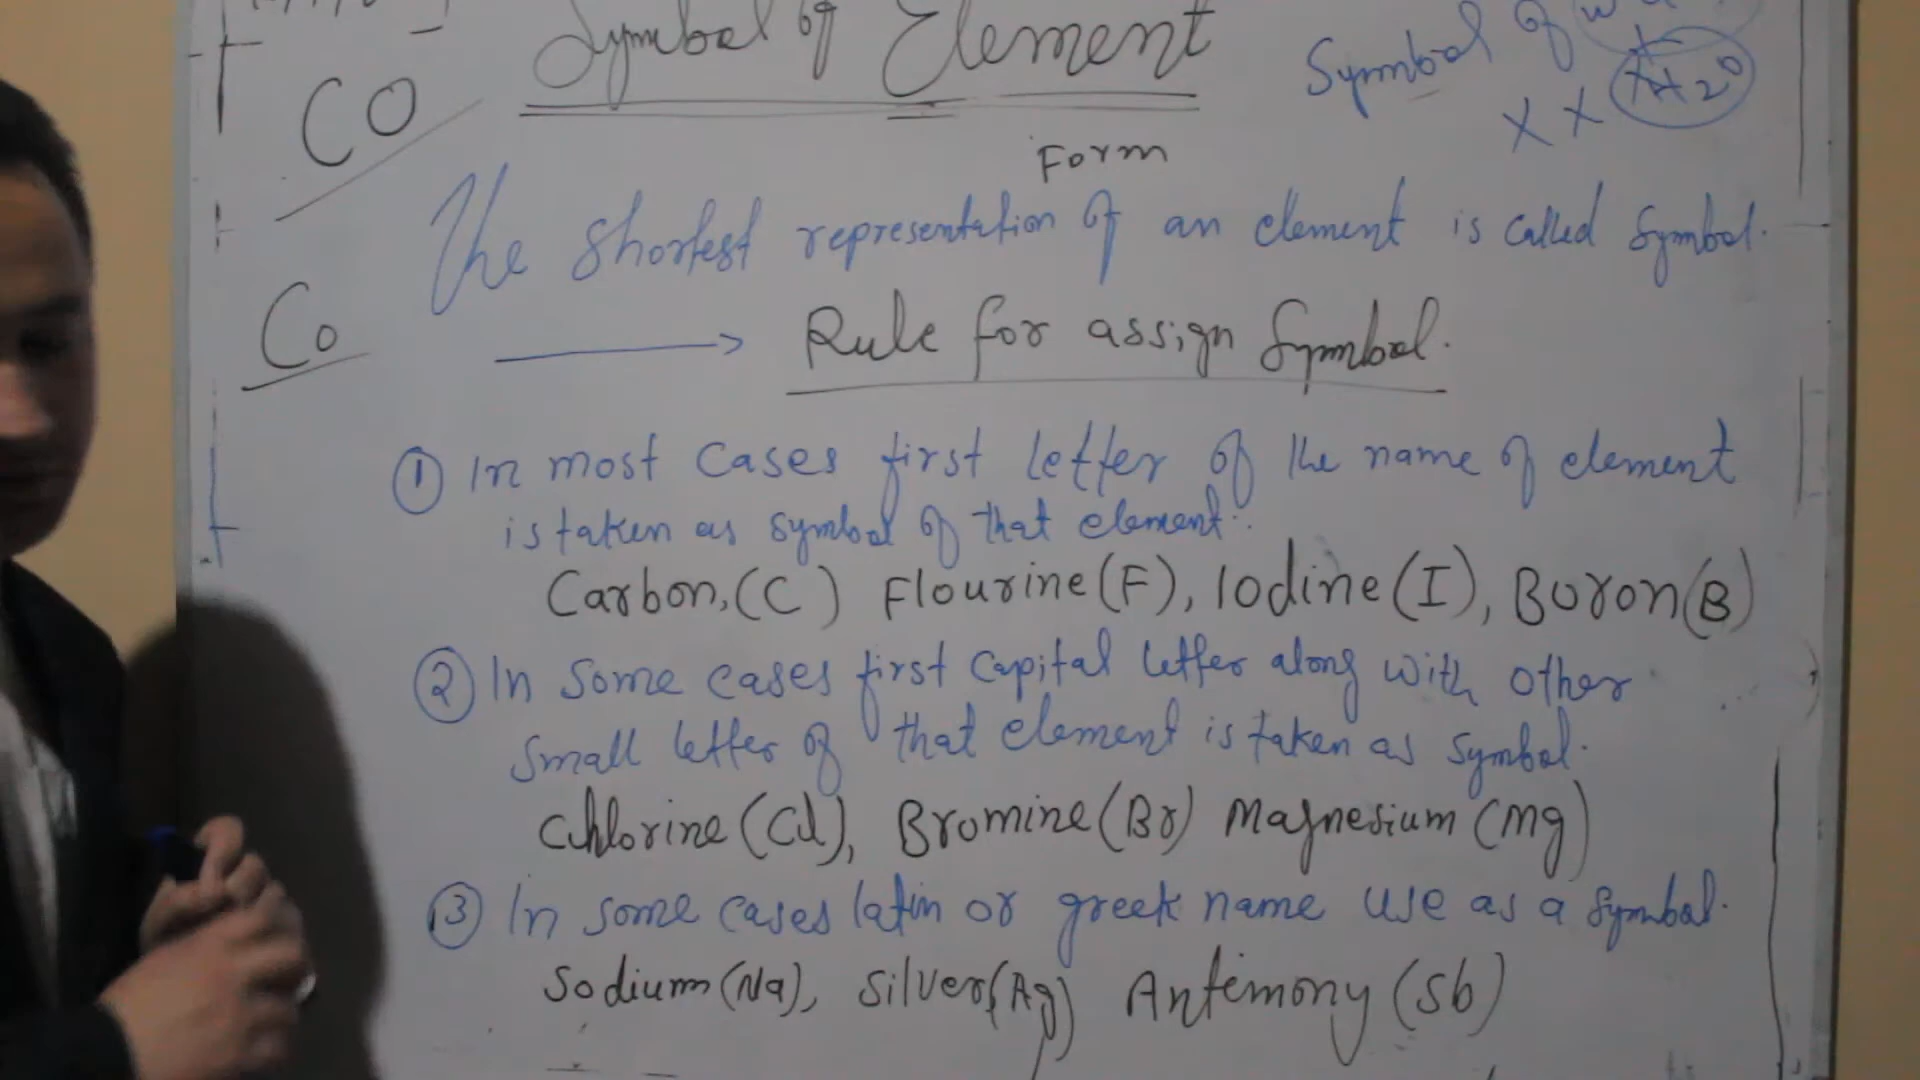 Symbol of Element
Symbol of
CO
H2O
XX
Form
The shortest representation of an element is called symbol.
Co
Rule for assign Symbol.
① In most cases first letter of the name of element
is taken as symbol of that element.
Carbon,(C) Flourine(F), Iodine(I), Boron(B)
② In some cases first capital letter along with other
small letter of that element is taken as symbol.
Chlorine(Cl), Bromine(Br) Magnesium(Mg)
③ In some cases latin or greek name use as a symbol.
Sodium(Na), Silver(Ag) Antimony(Sb)